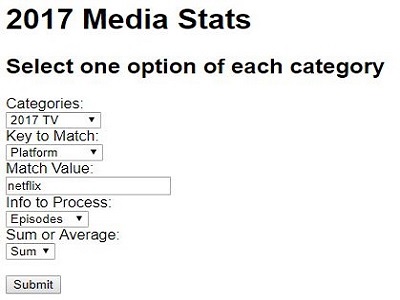 2017 Media Stats
Select one option of each category
Categories:
2017 TV
Key to Match:
Platform
Match Value:
netflix
Info to Process:
Episodes
Sum or Average:
Sum
Submit